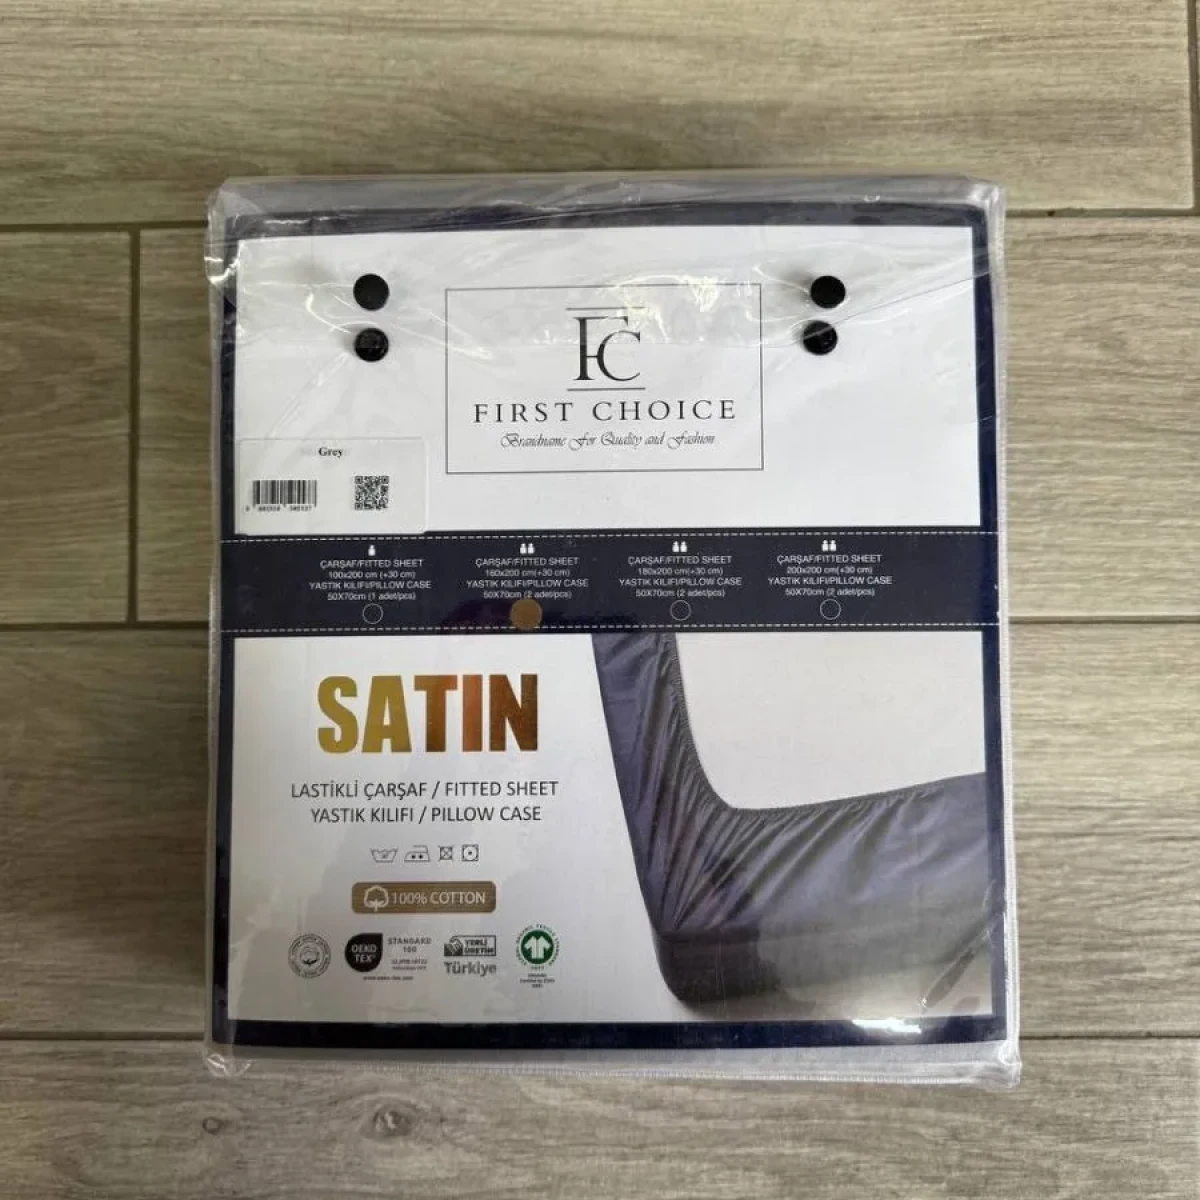 FC
FIRST CHOICE
Brandname For Quality and Fashion
Grey
ÇARŞAF/FITTED SHEET
100x200 cm (+30 cm)
YASTIK KILIFI/PILLOW CASE
50X70cm (1 adet/pcs)
ÇARŞAF/FITTED SHEET
160x200 cm(+30 cm)
YASTIK KILIFI/PILLOW CASE
50X70cm (2 adet/pcs)
ÇARŞAF/FITTED SHEET
180x200 cm(+30 cm)
YASTIK KILIFI/PILLOW CASE
50X70cm (2 adet/pcs)
ÇARŞAF/FITTED SHEET
200x200 cm(+30 cm)
YASTIK KILIFI/PILLOW CASE
50X70cm (2 adet/pcs)
SATIN
LASTİKLİ ÇARŞAF / FITTED SHEET
YASTIK KILIFI / PILLOW CASE
100% COTTON
OEKO
TEX®
STANDARD
100
YERLİ
ÜRETİM
Türkiye
GOTS
ORGANIC